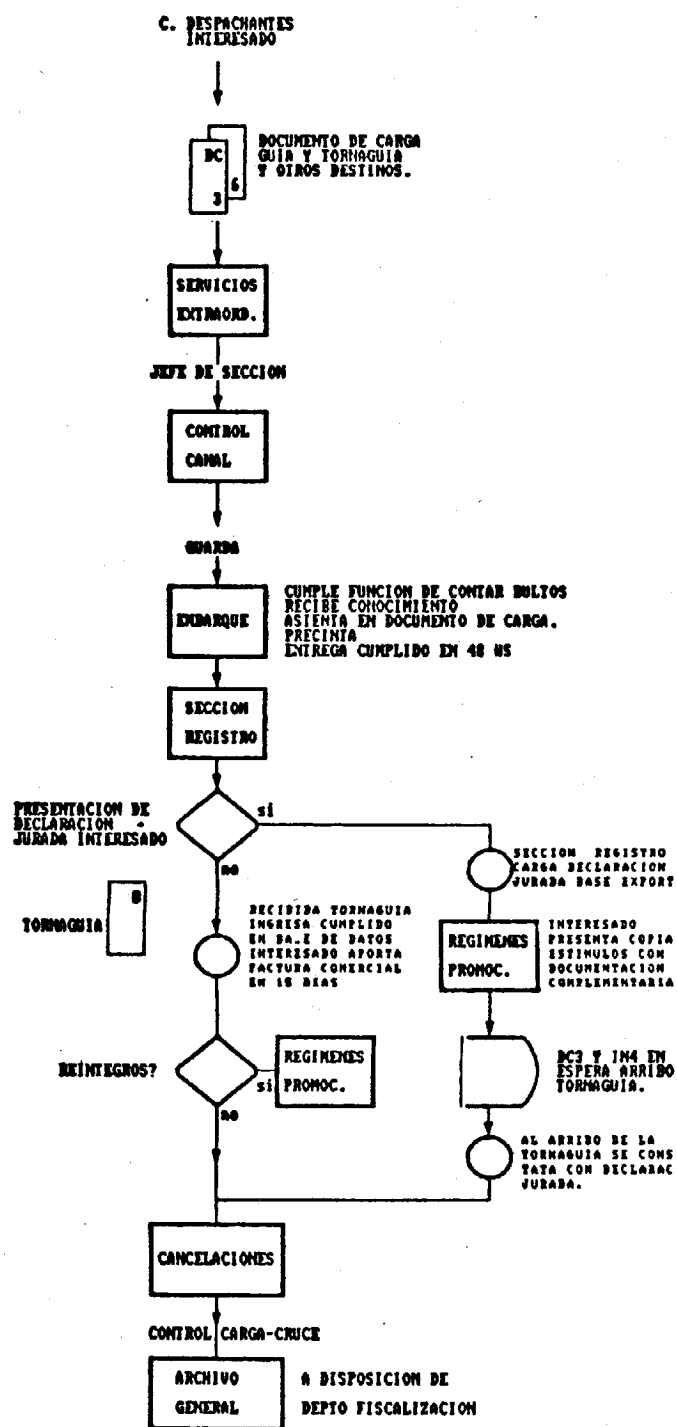 C. DESPACHANTES
INTERESADO
DOCUMENTO DE CARGA
GUIA Y TORNAGUIA
Y OTROS DESTINOS.
DC
6
3
SERVICIOS
EXTRAORD.
JEFE DE SECCION
CONTROL
CANAL
GUARDA
EMBARQUE
CUMPLE FUNCION DE CONTAR BULTOS
RECIBE CONOCIMIENTO
ASIENTA EN DOCUMENTO DE CARGA.
PRECINTA
ENTREGA CUMPLIDO EN 48 HS
SECCION
REGISTRO
PRESENTACION DE
DECLARACION -
JURADA INTERESADO
si
no
SECCION REGISTRO
CARGA DECLARACION
JURADA BASE EXPORT
TORNAGUIA
RECIBIDA TORNAGUIA
INGRESA CUMPLIDO
EN BA.E DE DATOS
INTERESADO APORTA
FACTURA COMERCIAL
EN 15 DIAS
REGIMENES
PROMOC.
INTERESADO
PRESENTA COPIA
ESTIMULOS CON
DOCUMENTACION
COMPLEMENTARIA
REINTEGROS?
si
no
REGIMENES
PROMOC.
DC3 Y IN4 EN
ESPERA ARRIBO
TORNAGUIA.
AL ARRIBO DE LA
TORNAGUIA SE CONS
TATA CON DECLARAC
JURADA.
CANCELACIONES
CONTROL CARGA-CRUCE
ARCHIVO
GENERAL
A DISPOSICION DE
DEPTO FISCALIZACION